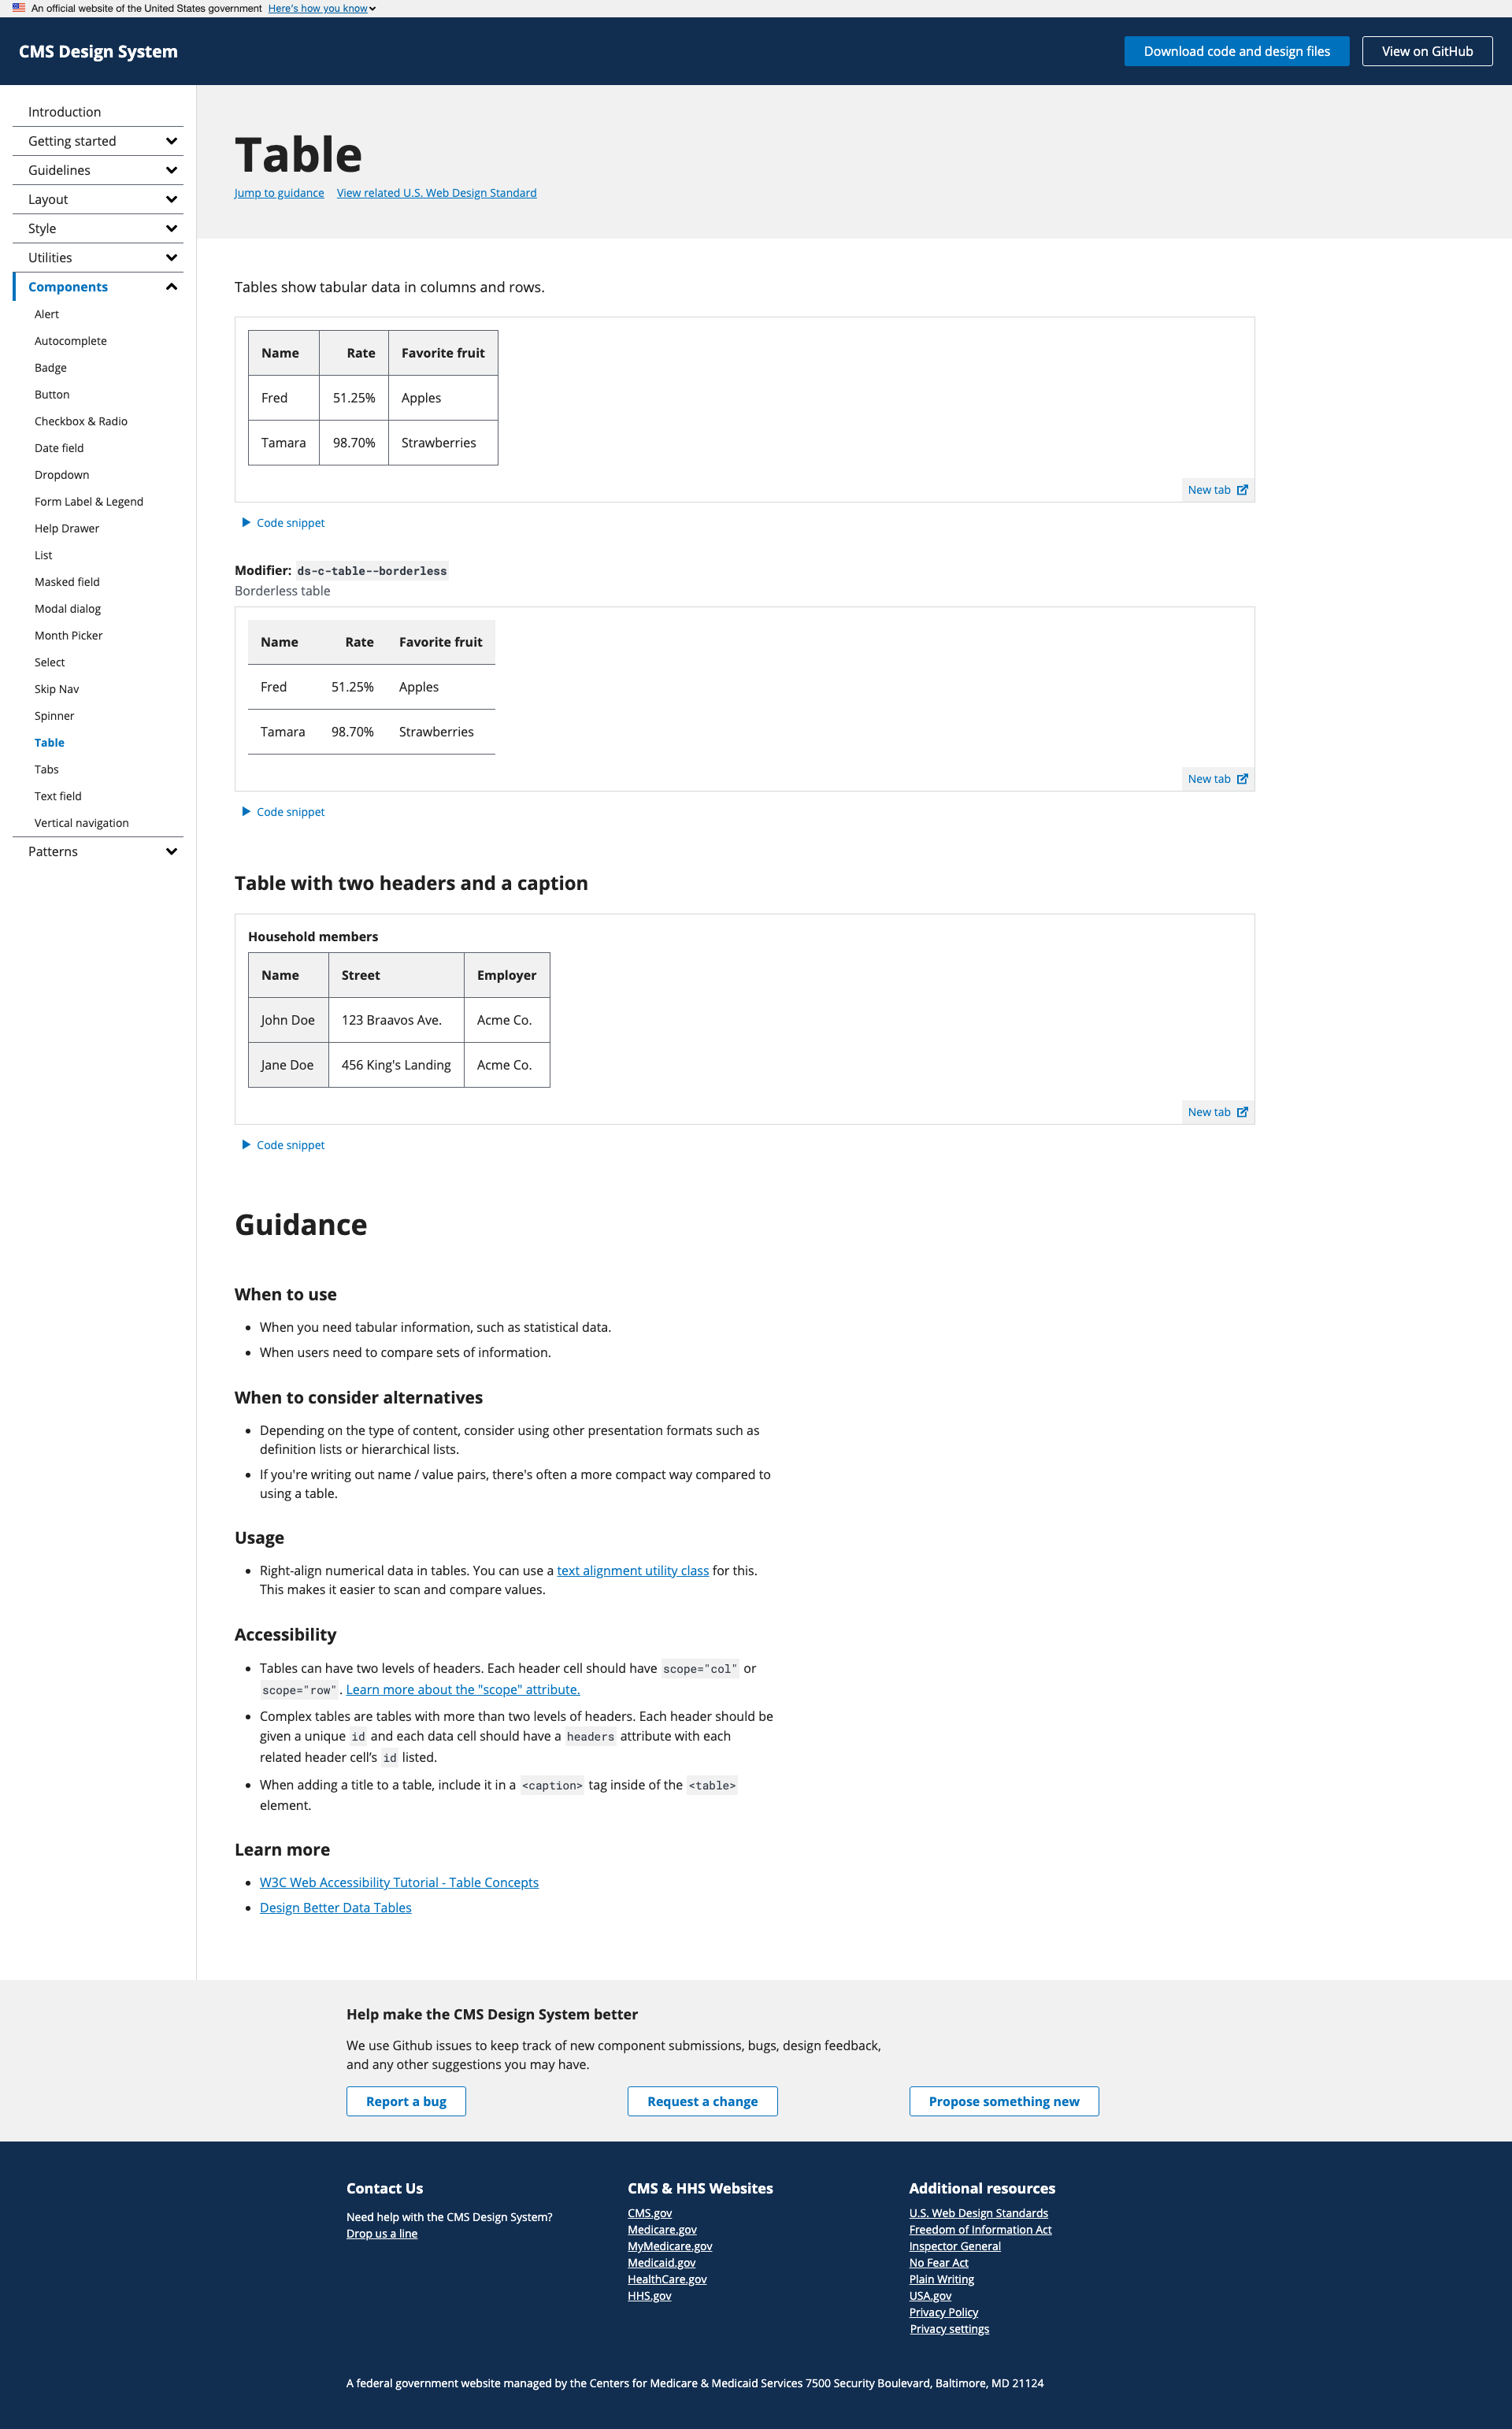 An official website of the United States government Here's how you know
CMS Design System
Download code and design files
View on GitHub
Introduction
Getting started
Guidelines
Layout
Style
Utilities
Components
Alert
Autocomplete
Badge
Button
Checkbox & Radio
Date field
Dropdown
Form Label & Legend
Help Drawer
List
Masked field
Modal dialog
Month Picker
Select
Skip Nav
Spinner
Table
Tabs
Text field
Vertical navigation
Patterns
Table
Jump to guidance View related U.S. Web Design Standard
Tables show tabular data in columns and rows.
Name Rate Favorite fruit
Fred 51.25% Apples
Tamara 98.70% Strawberries
New tab
Code snippet
Modifier: ds-c-table--borderless
Borderless table
Name Rate Favorite fruit
Fred 51.25% Apples
Tamara 98.70% Strawberries
New tab
Code snippet
Table with two headers and a caption
Household members
Name Street Employer
John Doe 123 Braavos Ave. Acme Co.
Jane Doe 456 King's Landing Acme Co.
New tab
Code snippet
Guidance
When to use
When you need tabular information, such as statistical data.
When users need to compare sets of information.
When to consider alternatives
Depending on the type of content, consider using other presentation formats such as
definition lists or hierarchical lists.
If you're writing out name / value pairs, there's often a more compact way compared to
using a table.
Usage
Right-align numerical data in tables. You can use a text alignment utility class for this.
This makes it easier to scan and compare values.
Accessibility
Tables can have two levels of headers. Each header cell should have scope="col" or
scope="row". Learn more about the "scope" attribute.
Complex tables are tables with more than two levels of headers. Each header should be
given a unique id and each data cell should have a headers attribute with each
related header cell’s id listed.
When adding a title to a table, include it in a <caption> tag inside of the <table>
element.
Learn more
W3C Web Accessibility Tutorial - Table Concepts
Design Better Data Tables
Help make the CMS Design System better
We use Github issues to keep track of new component submissions, bugs, design feedback,
and any other suggestions you may have.
Report a bug
Request a change
Propose something new
Contact Us
Need help with the CMS Design System?
Drop us a line
CMS & HHS Websites
CMS.gov
Medicare.gov
MyMedicare.gov
Medicaid.gov
HealthCare.gov
HHS.gov
Additional resources
U.S. Web Design Standards
Freedom of Information Act
Inspector General
No Fear Act
Plain Writing
USA.gov
Privacy Policy
Privacy settings
A federal government website managed by the Centers for Medicare & Medicaid Services 7500 Security Boulevard, Baltimore, MD 21124